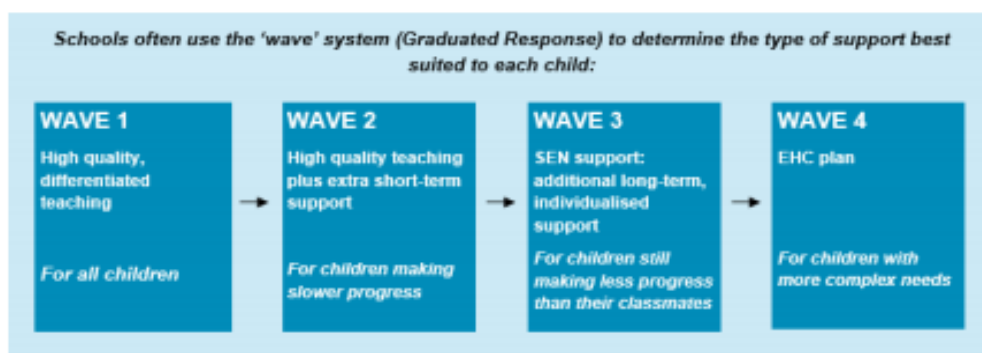 Schools often use the 'wave' system (Graduated Response) to determine the type of support best
suited to each child:
WAVE 1
High quality,
differentiated
teaching
For all children
WAVE 2
High quality teaching
plus extra short-term
support
For children making
slower progress
WAVE 3
SEN support:
additional long-term,
individualised
support
For children still
making less progress
than their classmates
WAVE 4
EHC plan
For children with
more complex needs